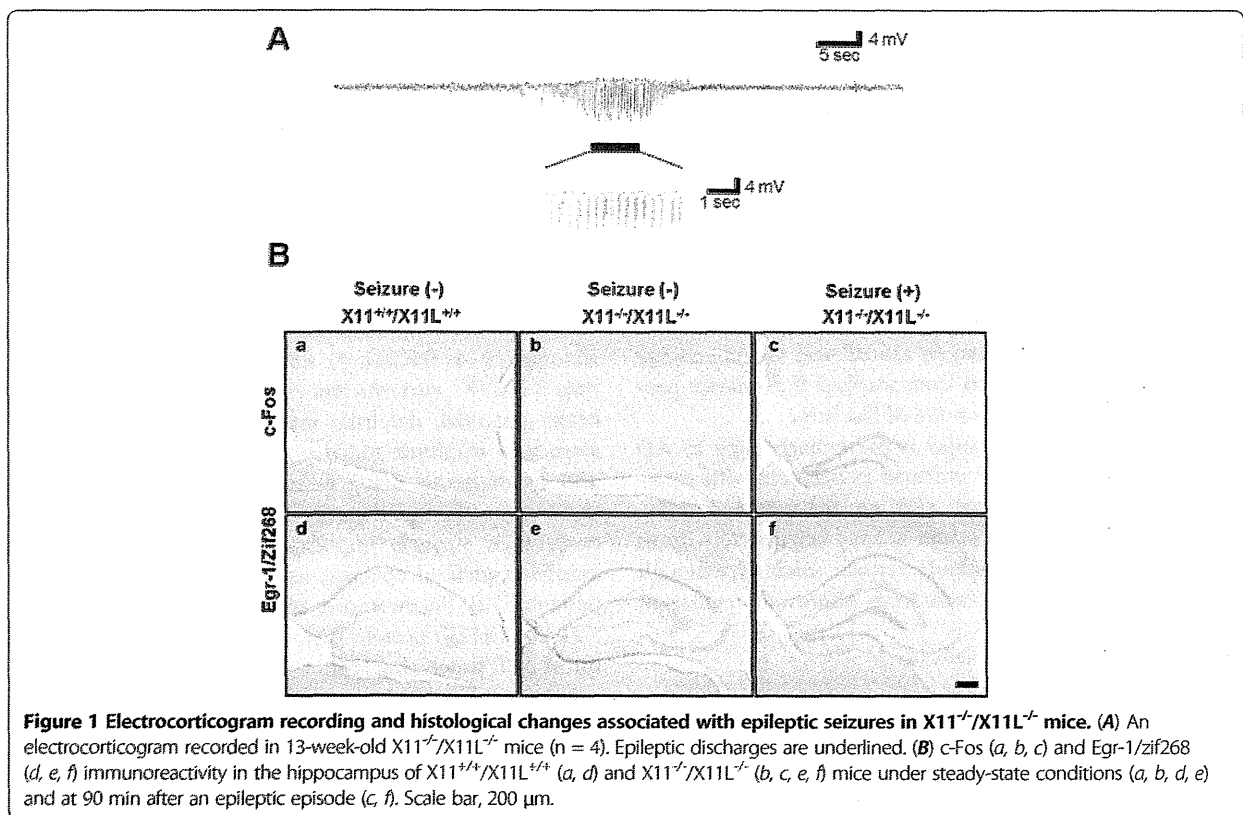 A
4 mV
5 sec
4 mV
1 sec
B
Seizure (-) Seizure (-) Seizure (+)
X11+/+/X11L+/+ X11-/-/X11L-/- X11-/-/X11L-/-
c-Fos
a b c
Egr-1/Zif268
d e f
Figure 1 Electrocorticogram recording and histological changes associated with epileptic seizures in X11-/-/X11L-/- mice. (A) An
electrocorticogram recorded in 13-week-old X11-/-/X11L-/- mice (n = 4). Epileptic discharges are underlined. (B) c-Fos (a, b, c) and Egr-1/zif268
(d, e, f) immunoreactivity in the hippocampus of X11+/+/X11L+/+ (a, d) and X11-/-/X11L-/- (b, c, e, f) mice under steady-state conditions (a, b, d, e)
and at 90 min after an epileptic episode (c, f). Scale bar, 200 µm.